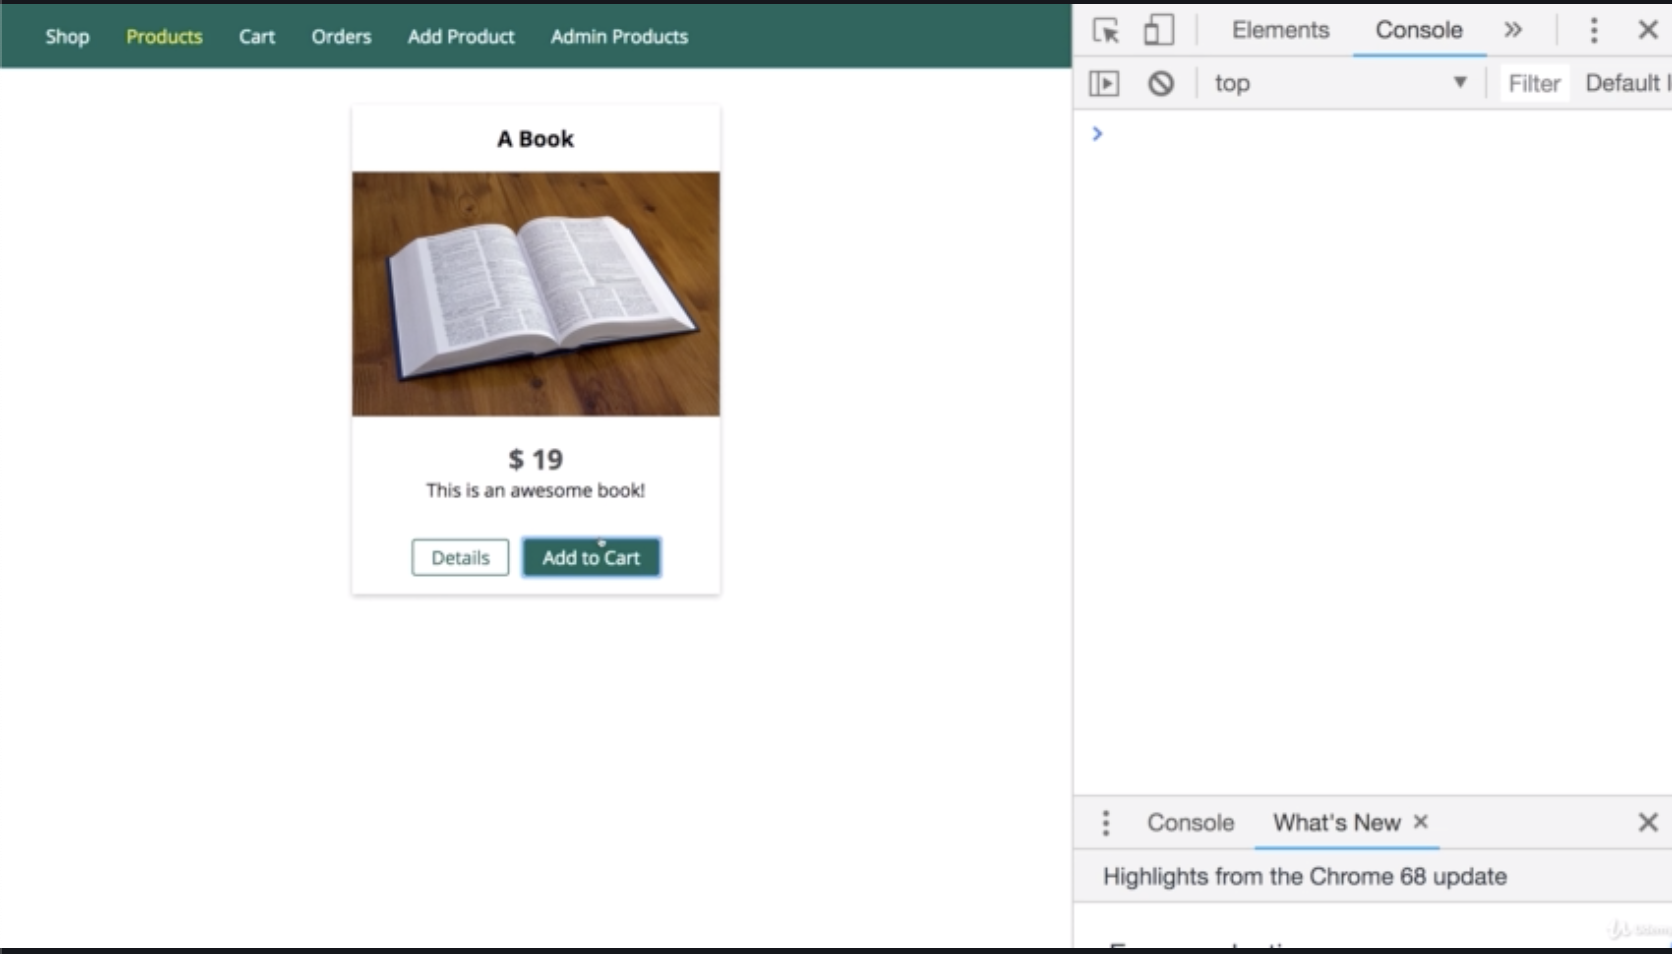 Shop Products Cart Orders Add Product Admin Products
A Book
$ 19
This is an awesome book!
Details Add to Cart
Elements Console
top Filter Default
Console What's New
Highlights from the Chrome 68 update